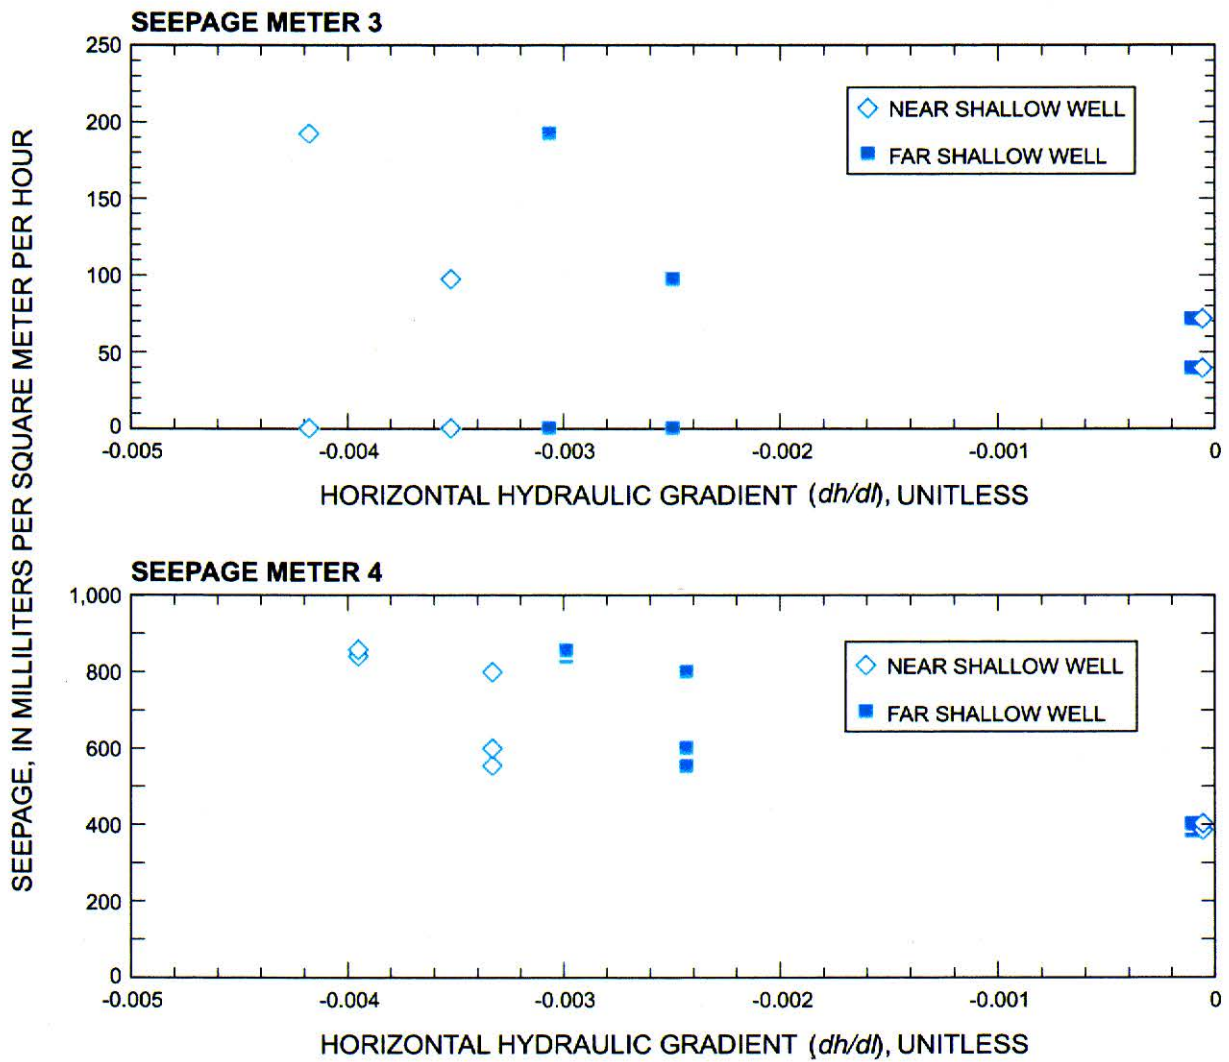 SEEPAGE METER 3
SEEPAGE, IN MILLILITERS PER SQUARE METER PER HOUR
250
200
150
100
50
0
NEAR SHALLOW WELL
FAR SHALLOW WELL
-0.005 -0.004 -0.003 -0.002 -0.001 0
HORIZONTAL HYDRAULIC GRADIENT (dh/dl), UNITLESS
SEEPAGE METER 4
1,000
800
600
400
200
0
NEAR SHALLOW WELL
FAR SHALLOW WELL
-0.005 -0.004 -0.003 -0.002 -0.001 0
HORIZONTAL HYDRAULIC GRADIENT (dh/dl), UNITLESS